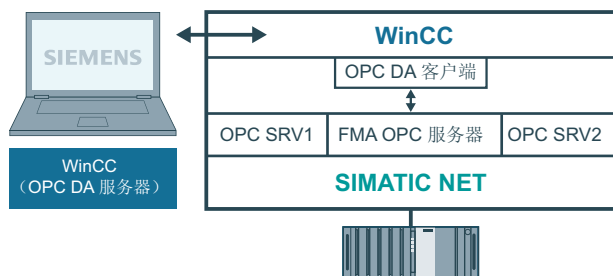 SIEMENS
WinCC
（OPC DA 服务器）
WinCC
OPC DA 客户端
OPC SRV1
FMA OPC 服务器
OPC SRV2
SIMATIC NET